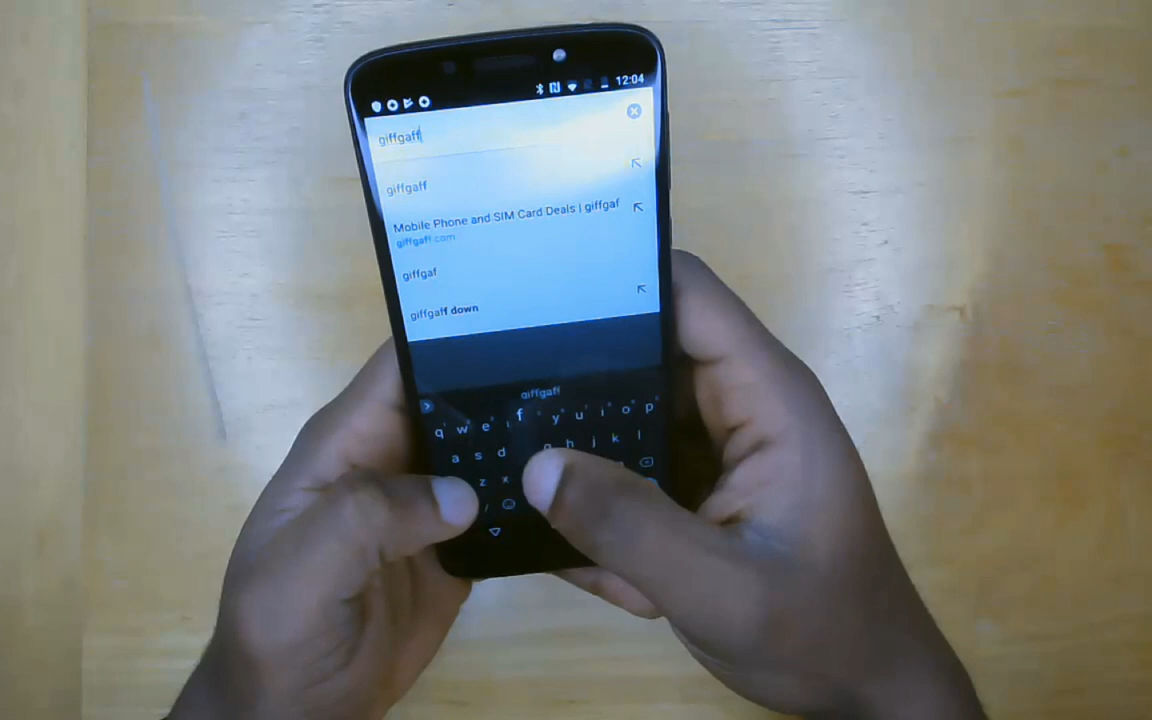 12:04
giffgaff
giffgaff
Mobile Phone and SIM Card Deals | giffgaf
giffgaff.com
giffgaf
giffgaff down
giffgaff
q w e f y u i o p
a s d g h j k l
z x